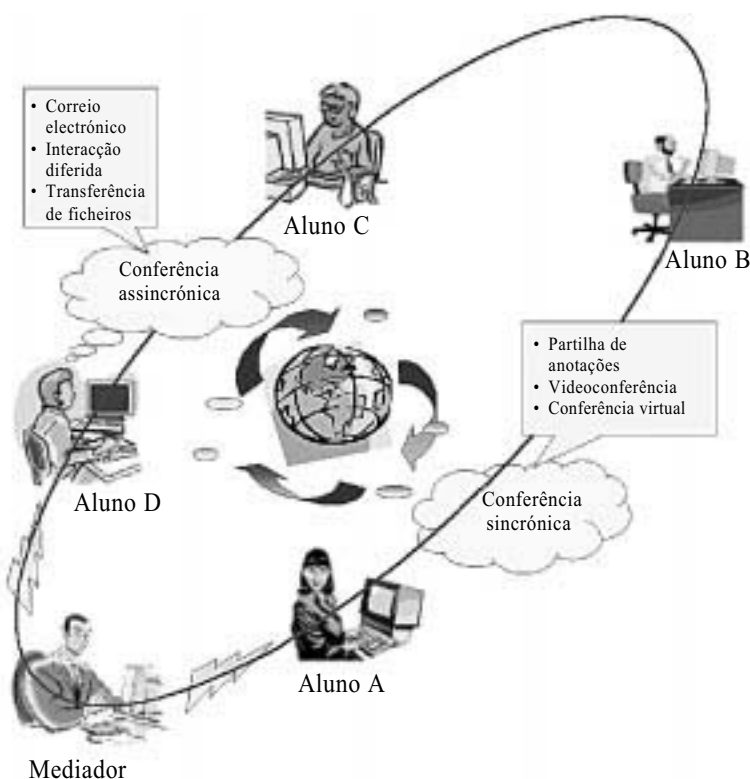 • Correio
electrónico
• Interacção
diferida
• Transferência
de ficheiros
Aluno C
Aluno B
Conferência
assincrónica
• Partilha de
anotações
• Videoconferência
• Conferência virtual
Aluno D
Conferência
sincrónica
Aluno A
Mediador